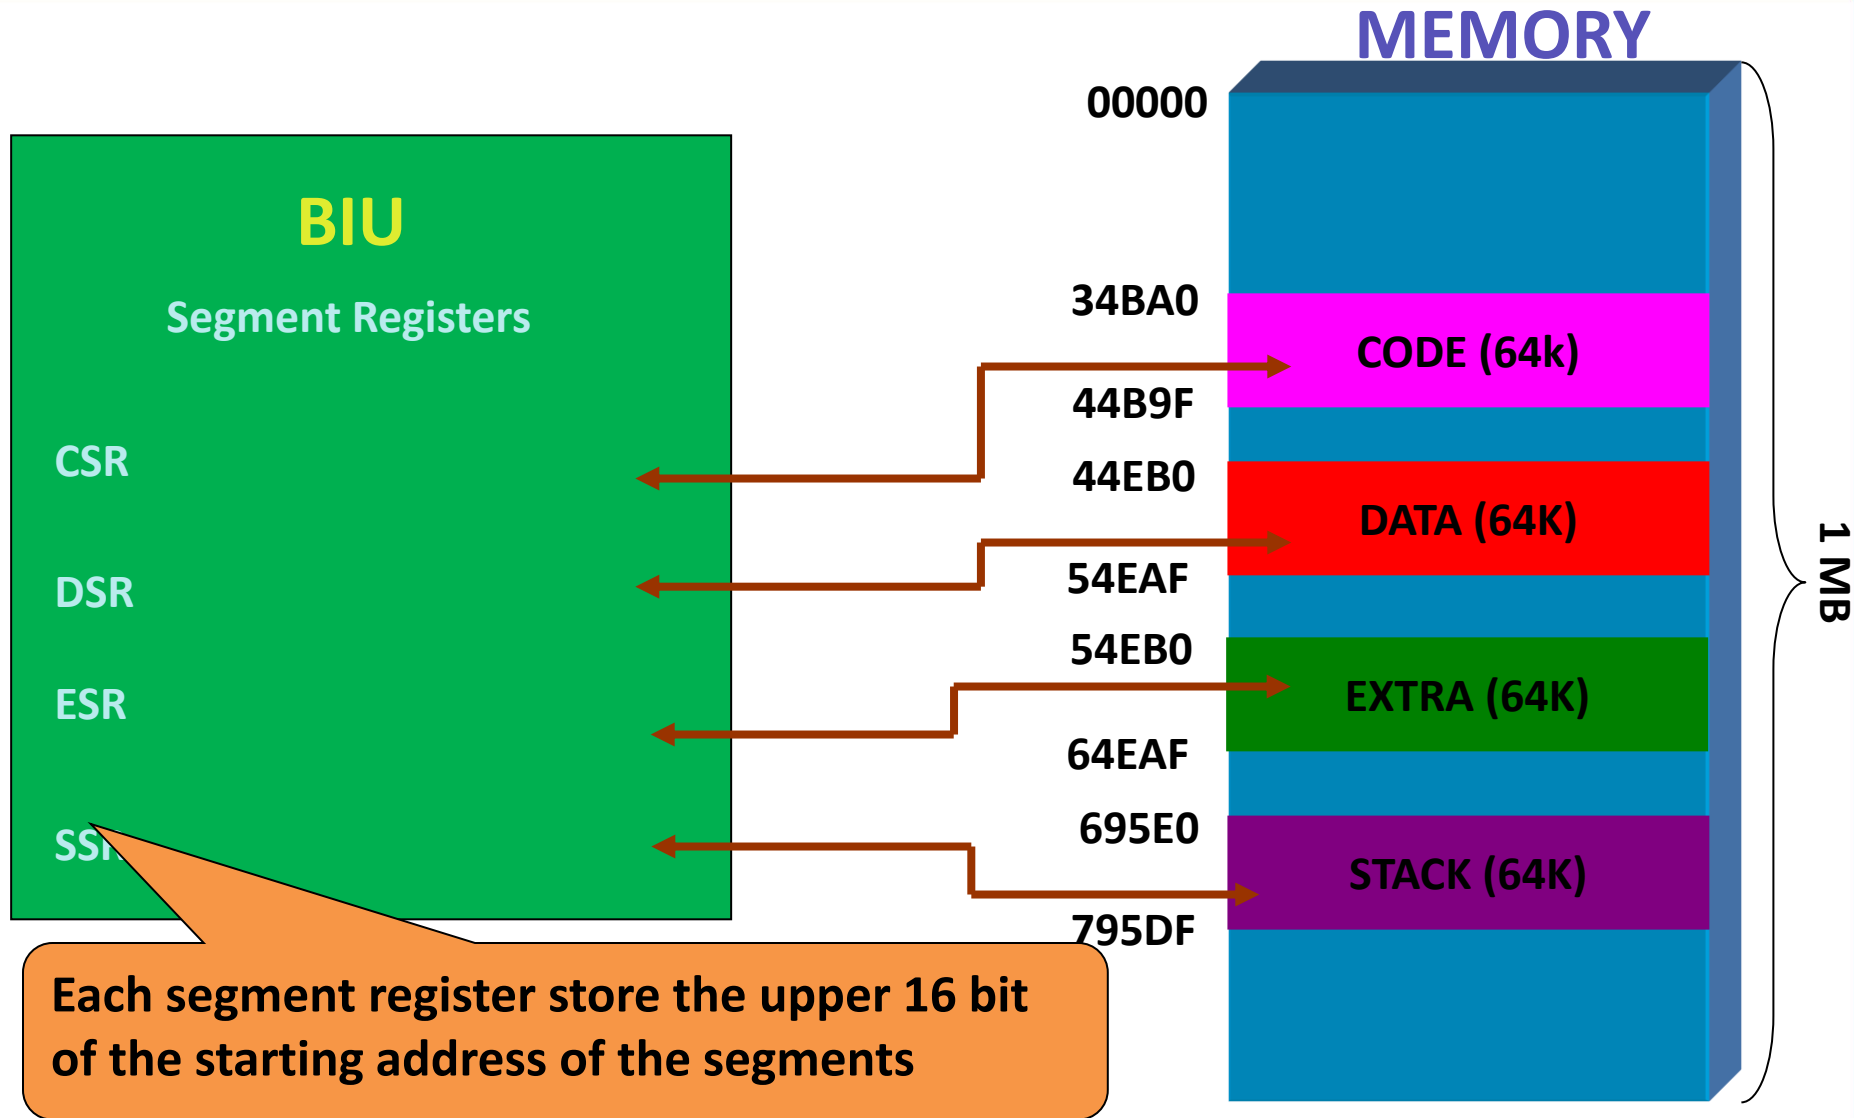 MEMORY
00000
BIU
Segment Registers
34BA0
CODE (64k)
44B9F
CSR
44EB0
DATA (64K)
54EAF
DSR
1 MB
54EB0
EXTRA (64K)
64EAF
ESR
695E0
STACK (64K)
SSR
795DF
Each segment register store the upper 16 bit
of the starting address of the segments